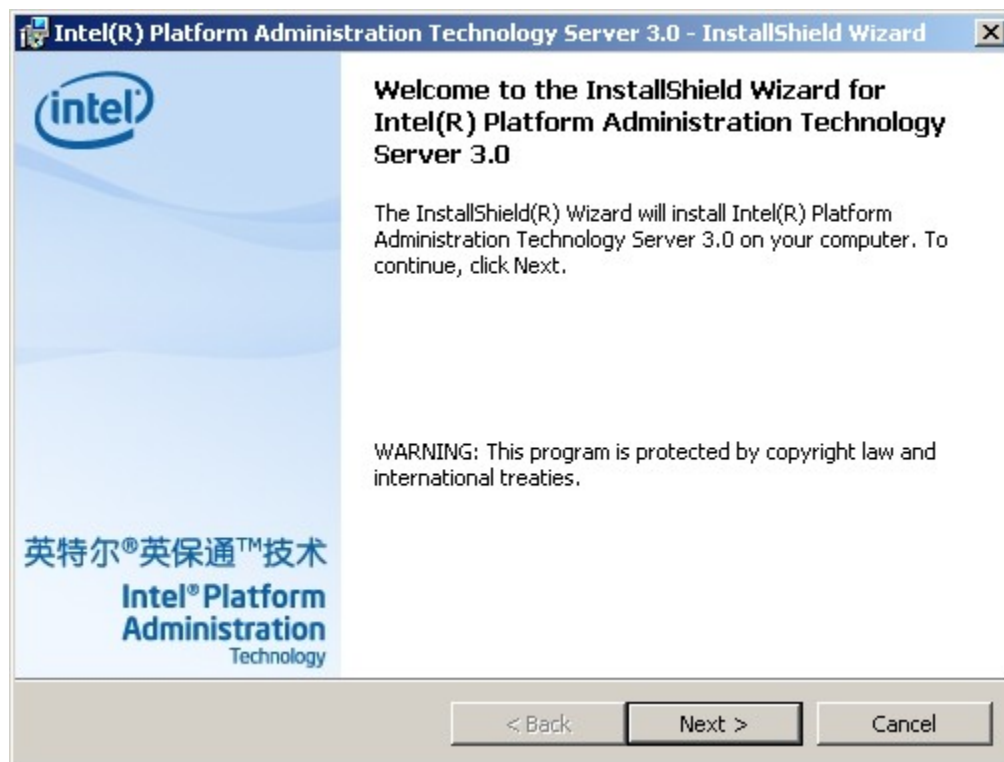 Intel(R) Platform Administration Technology Server 3.0 - InstallShield Wizard
intel
Welcome to the InstallShield Wizard for
Intel(R) Platform Administration Technology
Server 3.0
The InstallShield(R) Wizard will install Intel(R) Platform
Administration Technology Server 3.0 on your computer. To
continue, click Next.
WARNING: This program is protected by copyright law and
international treaties.
英特尔®英保通™技术
Intel® Platform
Administration
Technology
< Back
Next >
Cancel